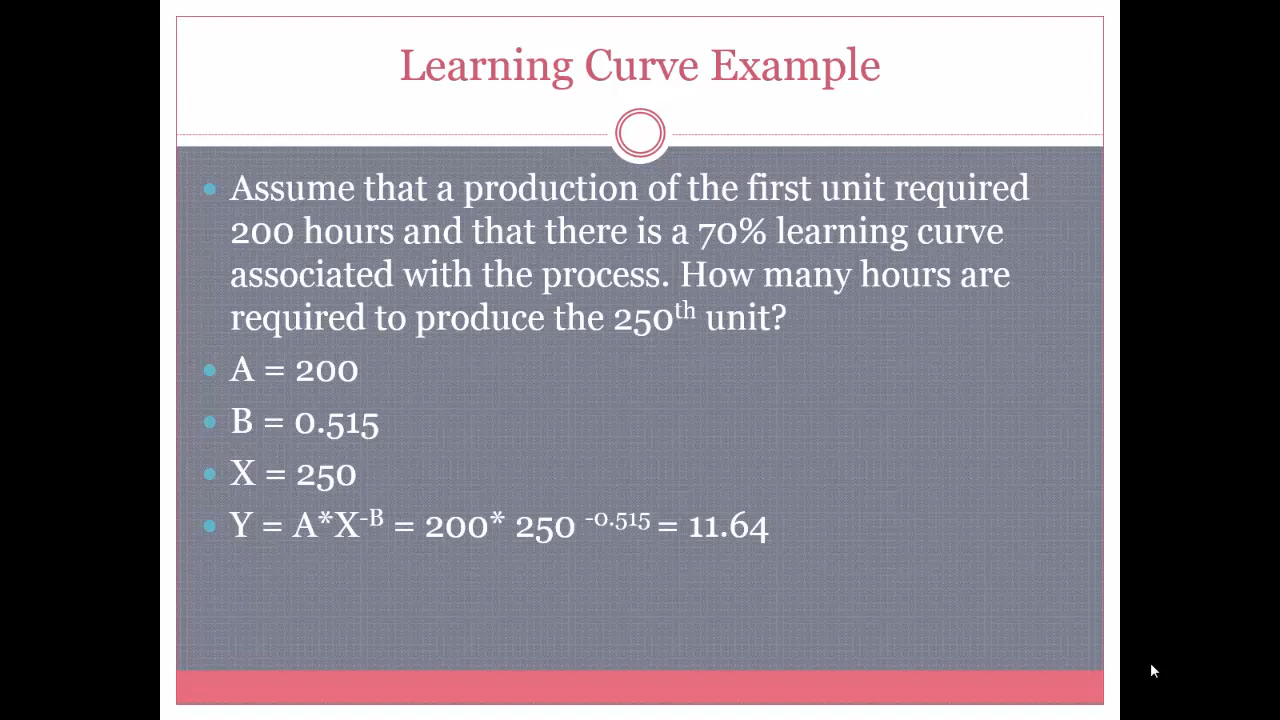 Learning Curve Example
• Assume that a production of the first unit required
200 hours and that there is a 70% learning curve
associated with the process. How many hours are
required to produce the 250th unit?
• A = 200
• B = 0.515
• X = 250
• Y = A*X-B = 200* 250 -0.515 = 11.64